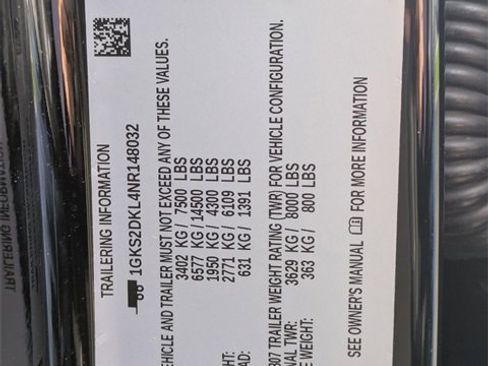 TRAILERING INFORMATION
1GKS2DKL4NR148032
EHICLE AND TRAILER MUST NOT EXCEED ANY OF THESE VALUES.
3402 KG / 7500 LBS
6577 KG / 14500 LBS
1950 KG / 4300 LBS
HT: 2771 KG / 6109 LBS
AD: 631 KG / 1391 LBS
807 TRAILER WEIGHT RATING (TWR) FOR VEHICLE CONFIGURATION.
NAL TWR: 3629 KG / 8000 LBS
E WEIGHT: 363 KG / 800 LBS
SEE OWNER'S MANUAL FOR MORE INFORMATION